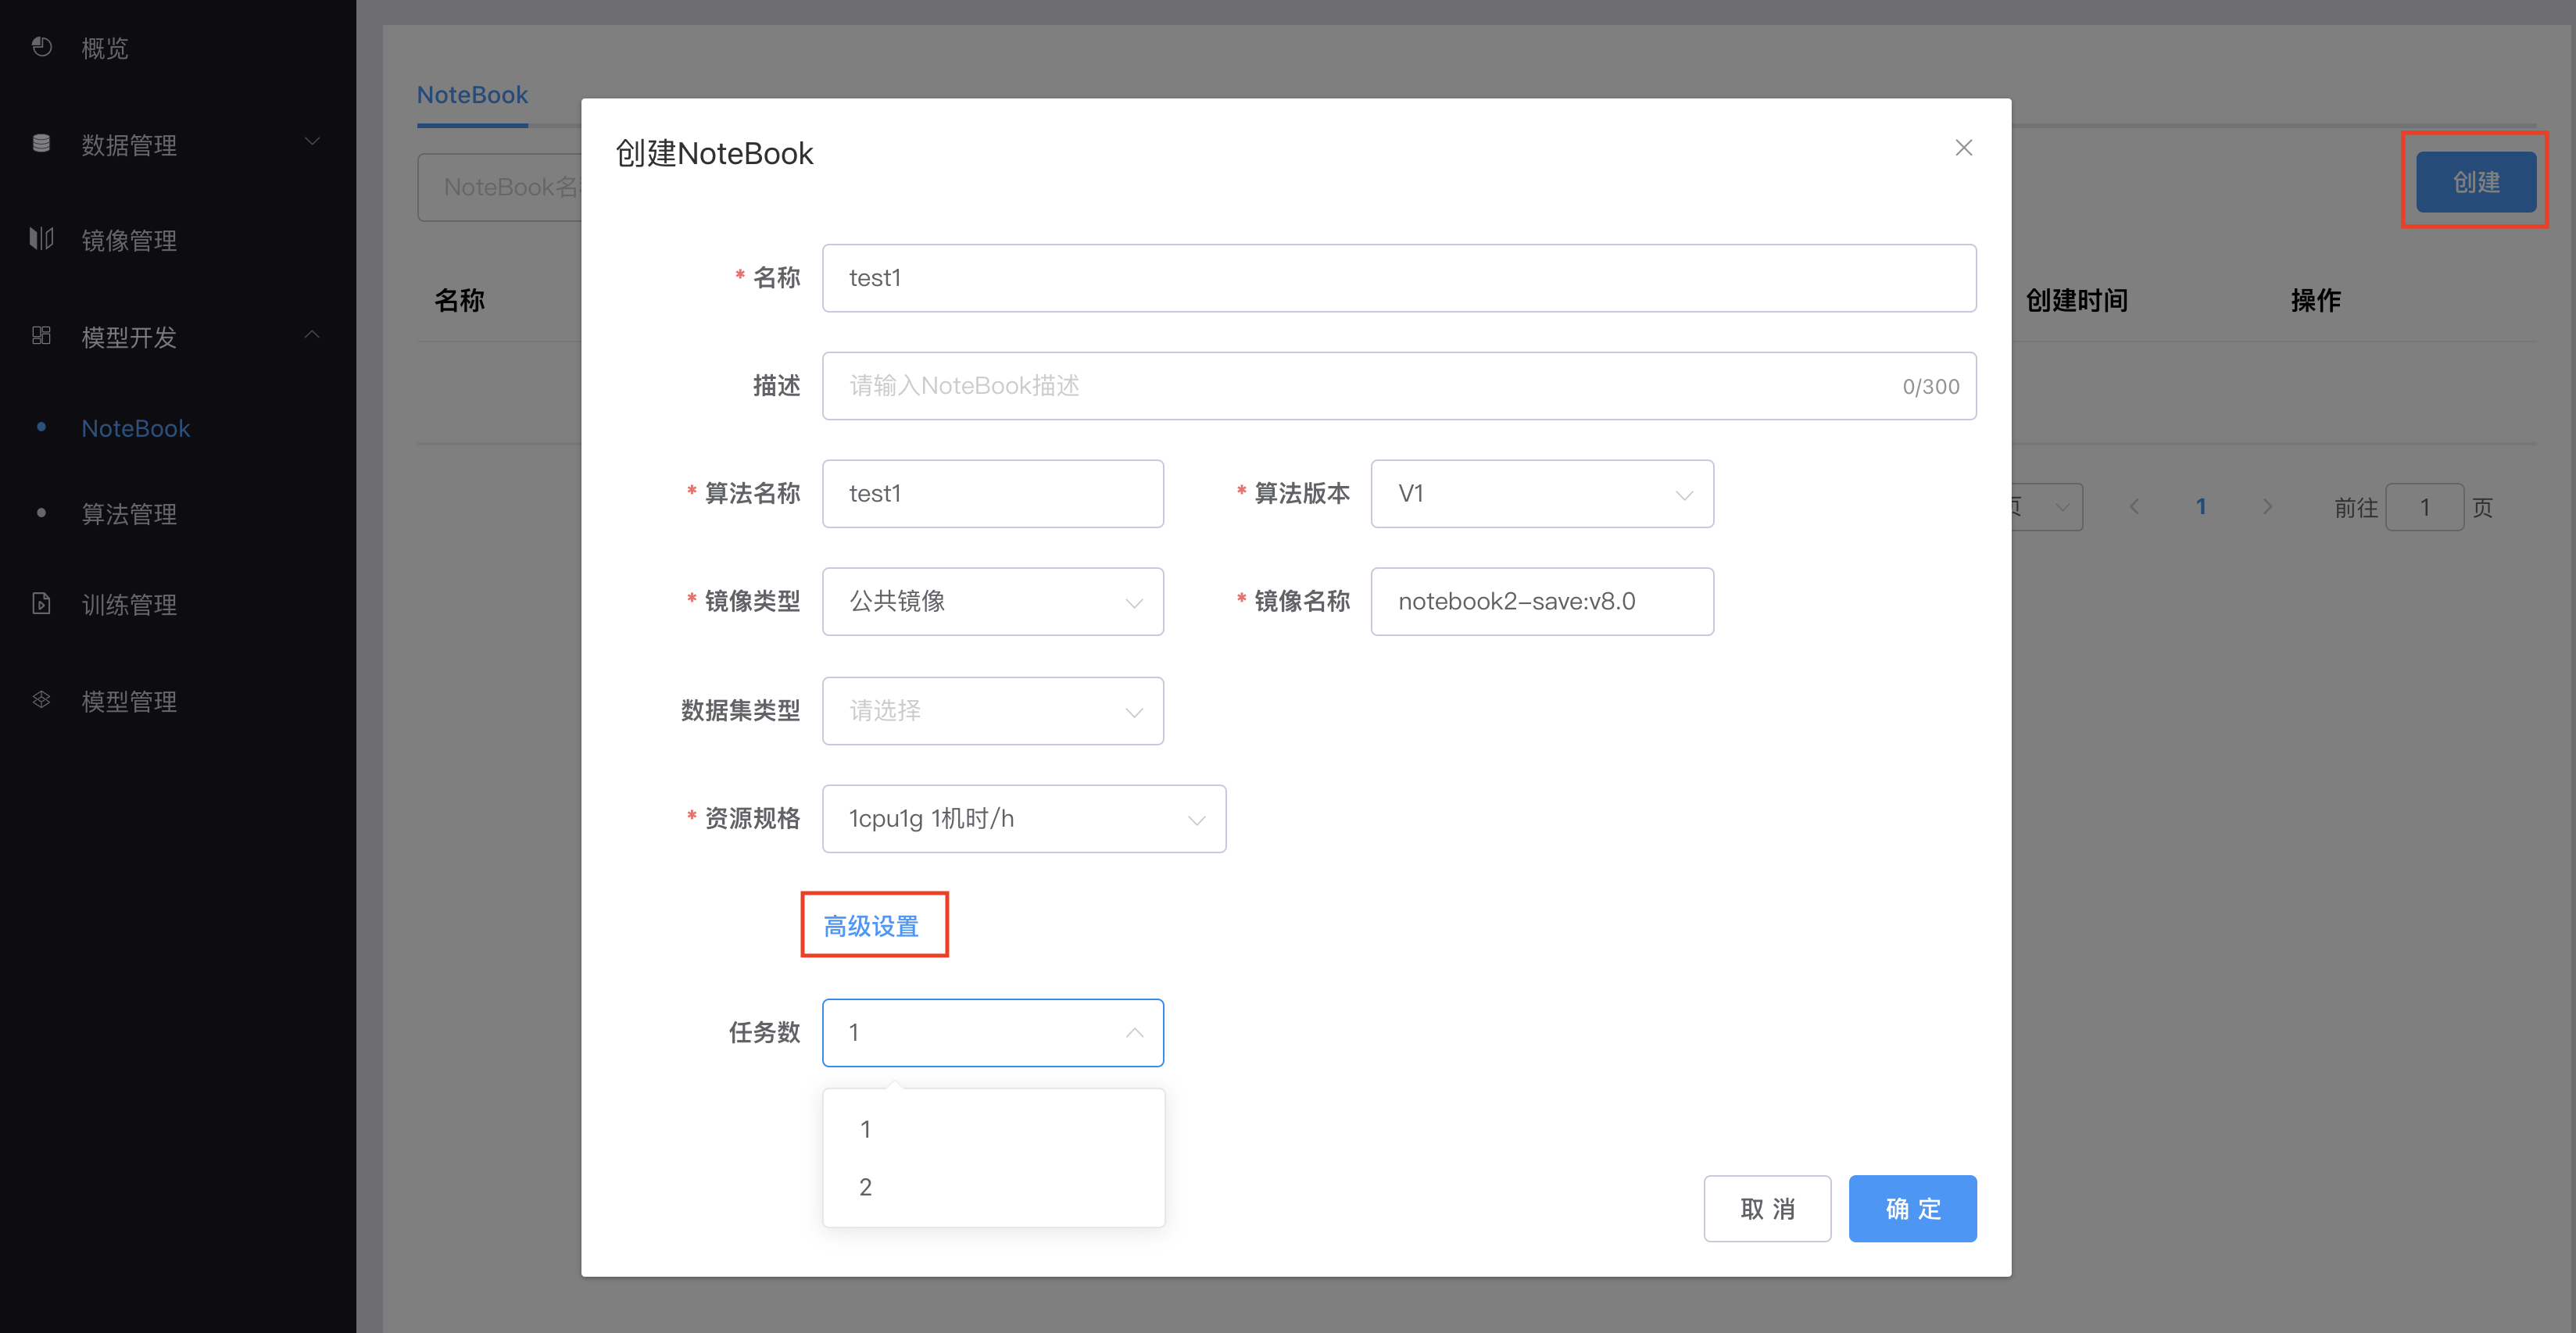 概览
数据管理
镜像管理
模型开发
NoteBook
算法管理
训练管理
模型管理
NoteBook
NoteBook名
创建
名称
创建时间
操作
页
1
前往
1
页
创建NoteBook
* 名称
test1
描述
请输入NoteBook描述
0/300
* 算法名称
test1
* 算法版本
V1
* 镜像类型
公共镜像
* 镜像名称
notebook2-save:v8.0
数据集类型
请选择
* 资源规格
1cpu1g 1机时/h
高级设置
任务数
1
1
2
取 消
确 定